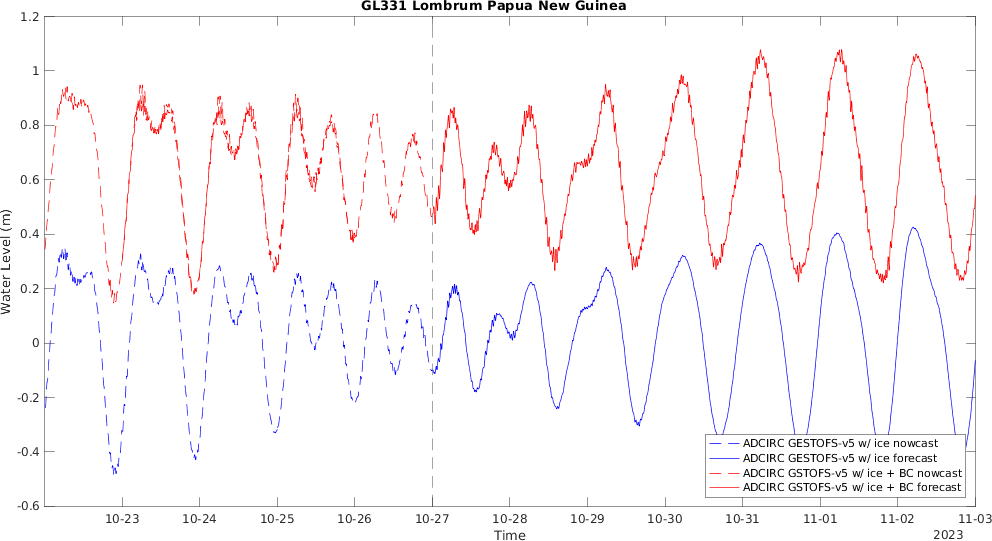 GL331 Lombrum Papua New Guinea
1.2
1
0.8
0.6
0.4
0.2
0
-0.2
-0.4
-0.6
Water Level (m)
ADCIRC GESTOFS-v5 w/ ice nowcast
ADCIRC GESTOFS-v5 w/ ice forecast
ADCIRC GSTOFS-v5 w/ ice + BC nowcast
ADCIRC GSTOFS-v5 w/ ice + BC forecast
10-23 10-24 10-25 10-26 10-27 10-28 10-29 10-30 10-31 11-01 11-02 11-03
Time
2023